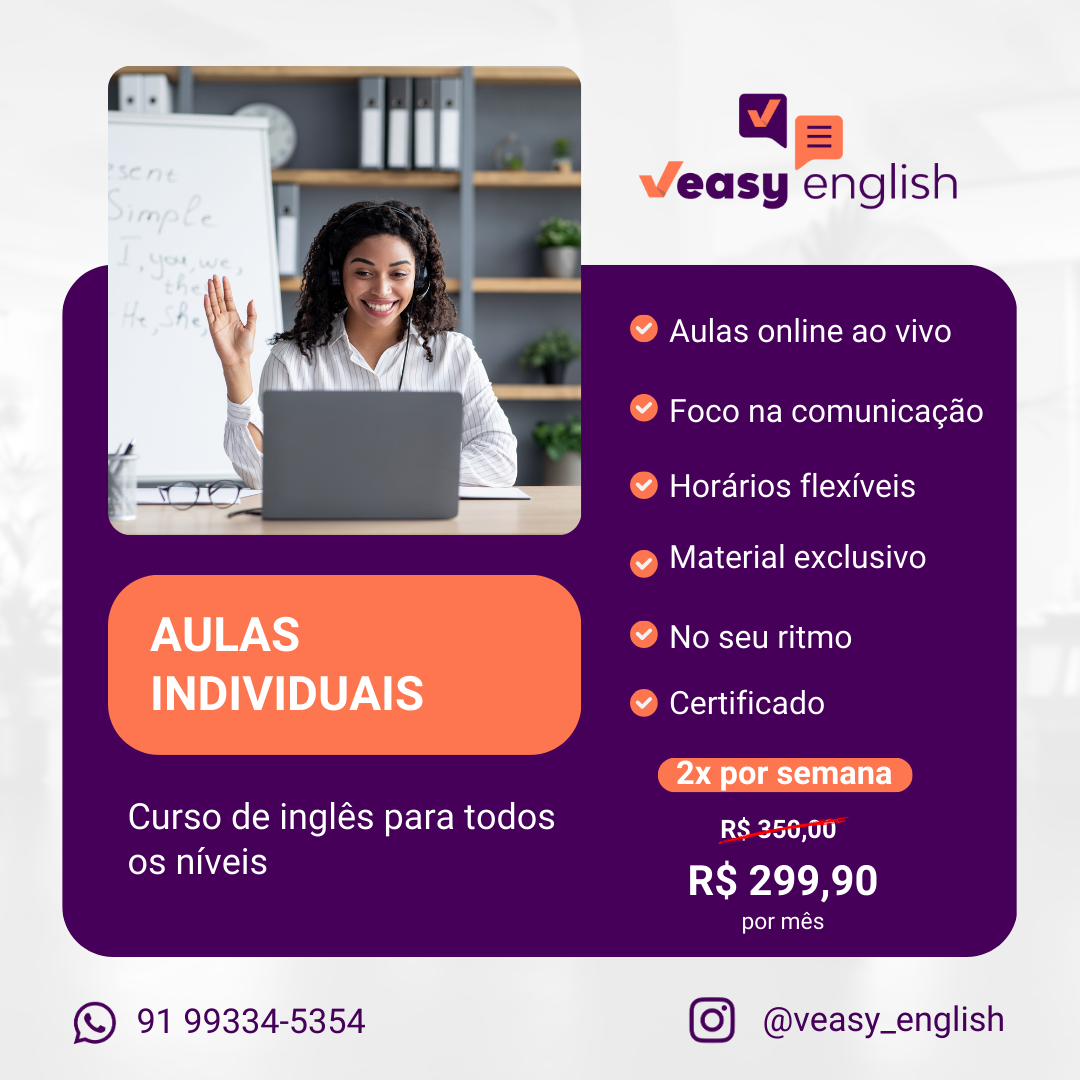 esent
Simple
I, you, we,
the
He, She,
veasy english
Aulas online ao vivo
Foco na comunicação
Horários flexíveis
Material exclusivo
No seu ritmo
Certificado
AULAS
INDIVIDUAIS
Curso de inglês para todos
os níveis
2x por semana
R$ 350,00
R$ 299,90
por mês
91 99334-5354
@veasy_english